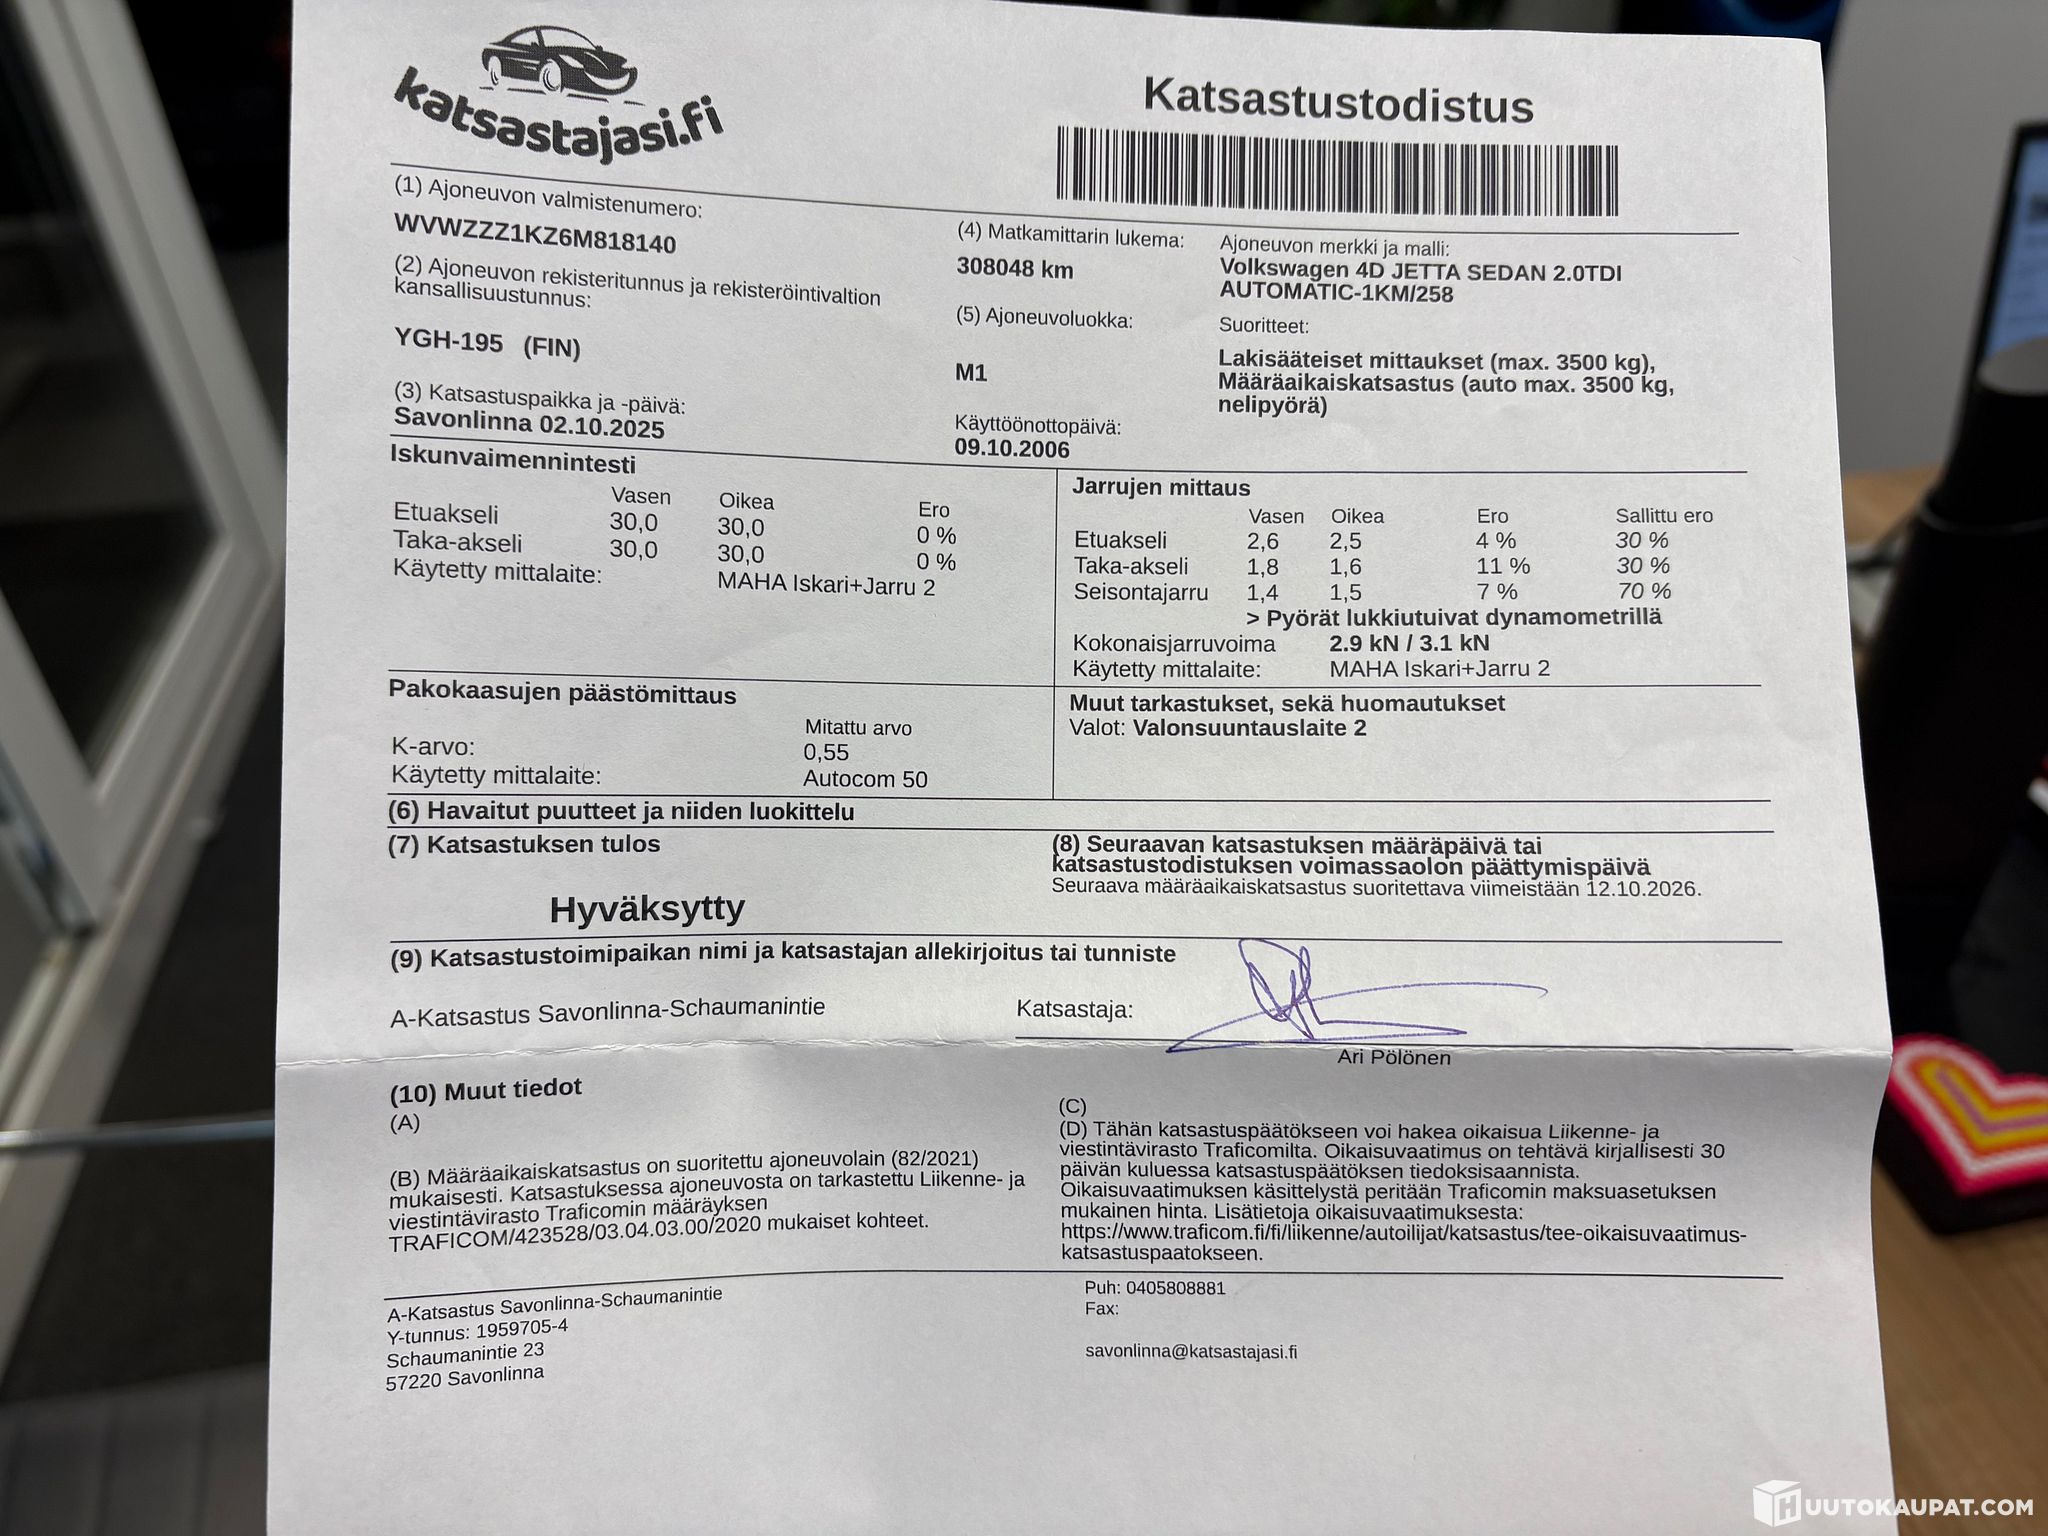 katsastajasi.fi
Katsastustodistus
(1) Ajoneuvon valmistenumero:
WVWZZZ1KZ6M818140
(2) Ajoneuvon rekisteritunnus ja rekisteröintivaltion
kansallisuustunnus:
YGH-195 (FIN)
(3) Katsastuspaikka ja -päivä:
Savonlinna 02.10.2025
(4) Matkamittarin lukema:
308048 km
(5) Ajoneuvoluokka:
M1
Käyttöönottopäivä:
09.10.2006
Ajoneuvon merkki ja malli:
Volkswagen 4D JETTA SEDAN 2.0TDI
AUTOMATIC-1KM/258
Suoritteet:
Lakisääteiset mittaukset (max. 3500 kg),
Määräaikaiskatsastus (auto max. 3500 kg,
nelipyörä)
Iskunvaimennintesti
Vasen Oikea Ero
Etuakseli 30,0 30,0 0 %
Taka-akseli 30,0 30,0 0 %
Käytetty mittalaite: MAHA Iskari+Jarru 2
Jarrujen mittaus
Vasen Oikea Ero Sallittu ero
Etuakseli 2,6 2,5 4 % 30 %
Taka-akseli 1,8 1,6 11 % 30 %
Seisontajarru 1,4 1,5 7 % 70 %
> Pyörät lukkiutuivat dynamometrillä
Kokonaisjarruvoima 2.9 kN / 3.1 kN
Käytetty mittalaite: MAHA Iskari+Jarru 2
Pakokaasujen päästömittaus
Mitattu arvo
K-arvo: 0,55
Käytetty mittalaite: Autocom 50
Muut tarkastukset, sekä huomautukset
Valot: Valonsuuntauslaite 2
(6) Havaitut puutteet ja niiden luokittelu
(7) Katsastuksen tulos
Hyväksytty
(8) Seuraavan katsastuksen määräpäivä tai
katsastustodistuksen voimassaolon päättymispäivä
Seuraava määräaikaiskatsastus suoritettava viimeistään 12.10.2026.
(9) Katsastustoimipaikan nimi ja katsastajan allekirjoitus tai tunniste
A-Katsastus Savonlinna-Schaumanintie
Katsastaja:
Ari Pölönen
(10) Muut tiedot
(A)
(B) Määräaikaiskatsastus on suoritettu ajoneuvolain (82/2021)
mukaisesti. Katsastuksessa ajoneuvosta on tarkastettu Liikenne- ja
viestintävirasto Traficomin määräyksen
TRAFICOM/423528/03.04.03.00/2020 mukaiset kohteet.
(C)
(D) Tähän katsastuspäätökseen voi hakea oikaisua Liikenne- ja
viestintävirasto Traficomilta. Oikaisuvaatimus on tehtävä kirjallisesti 30
päivän kuluessa katsastuspäätöksen tiedoksisaannista.
Oikaisuvaatimuksen käsittelystä peritään Traficomin maksuasetuksen
mukainen hinta. Lisätietoja oikaisuvaatimuksesta:
https://www.traficom.fi/fi/liikenne/autoilijat/katsastus/tee-oikaisuvaatimus-
katsastuspaatokseen.
A-Katsastus Savonlinna-Schaumanintie
Y-tunnus: 1959705-4
Schaumanintie 23
57220 Savonlinna
Puh: 0405808881
Fax:
savonlinna@katsastajasi.fi
HUUTOKAUPAT.COM